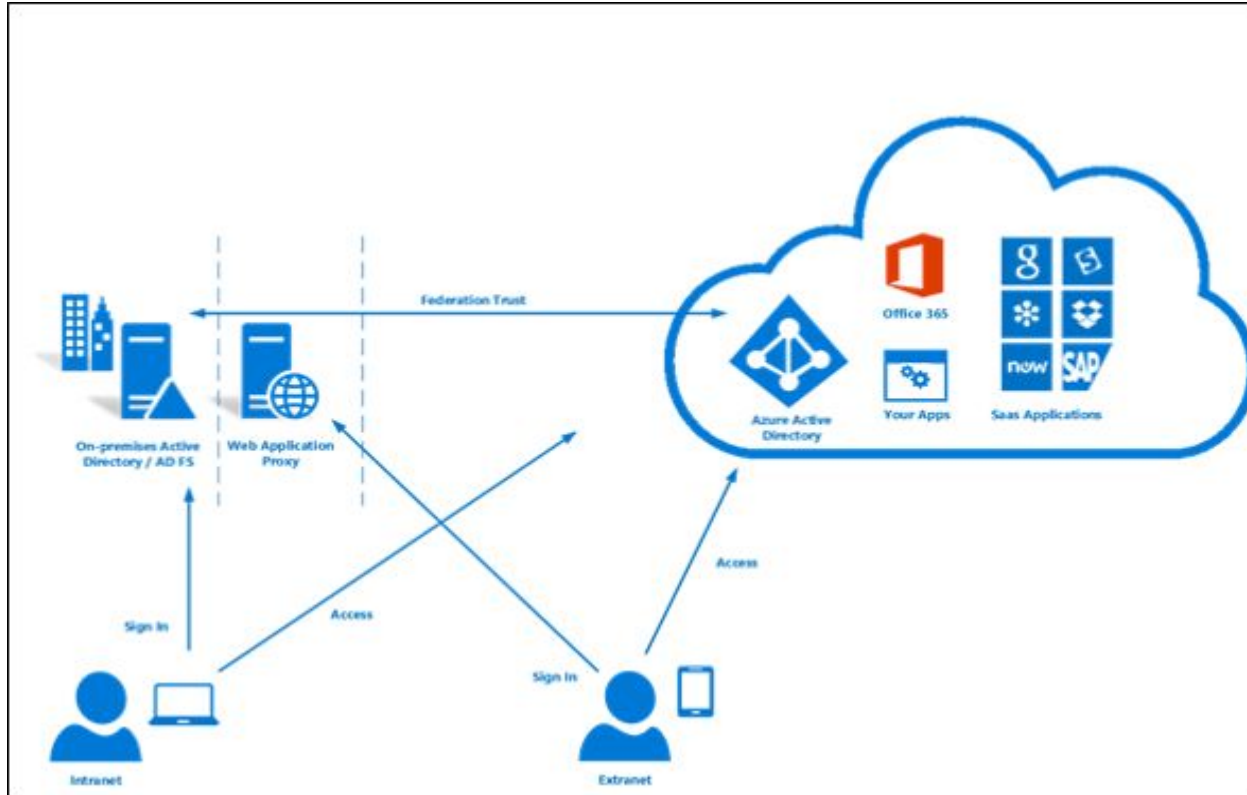 Federation Trust
Office 365
now
SAP
On-premises Active
Directory / AD FS
Web Application
Proxy
Azure Active
Directory
Your Apps
Saas Applications
Access
Sign In
Access
Sign In
Intranet
Extranet